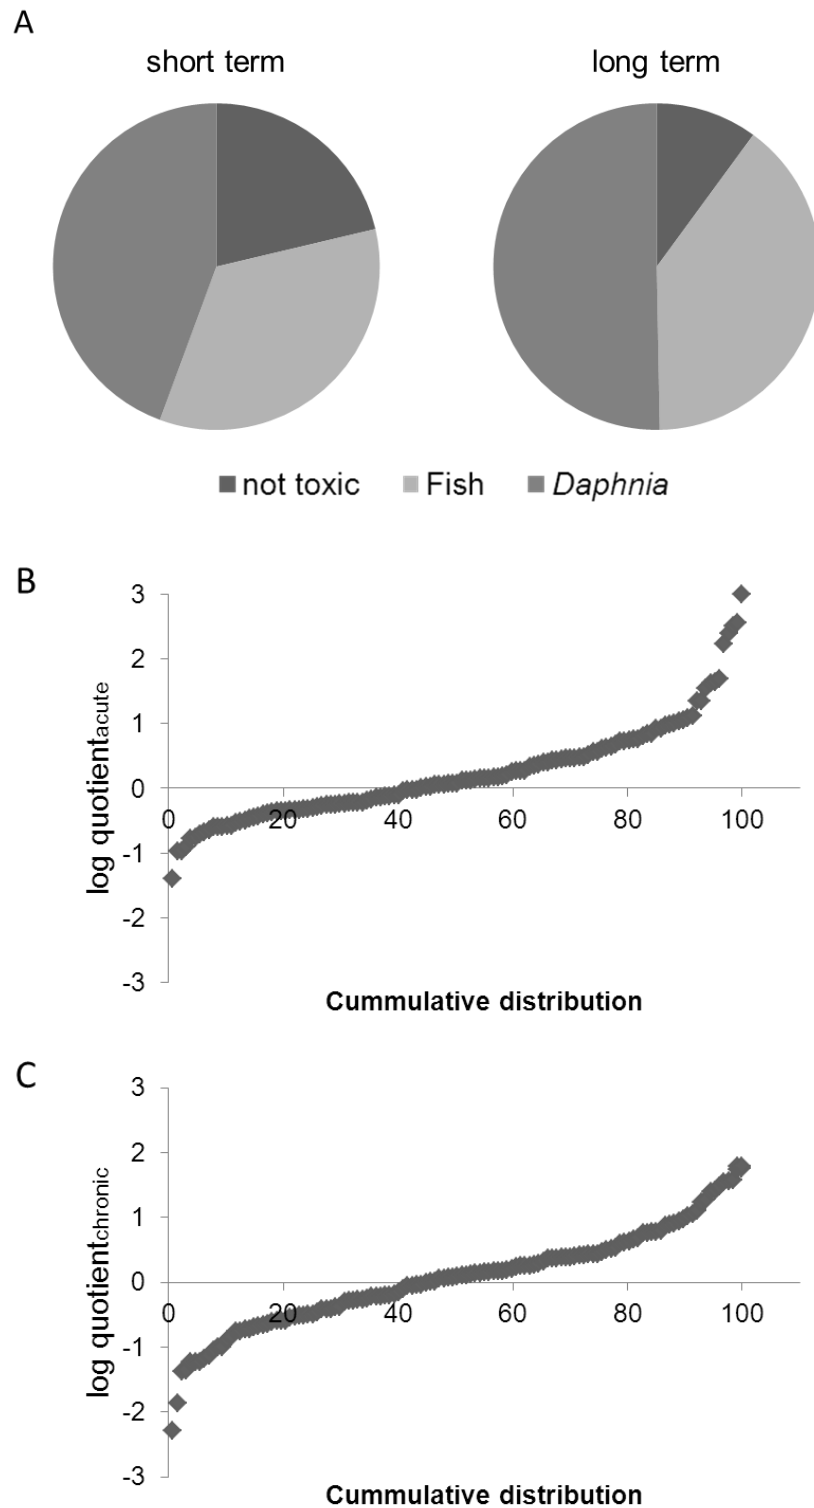 A
short term long term
not toxic Fish Daphnia
B
3
2
1
0
-1
-2
-3
0 20 40 60 80 100
log quotientacute
Cummulative distribution
C
3
2
1
0
-1
-2
-3
0 20 40 60 80 100
log quotientchronic
Cummulative distribution